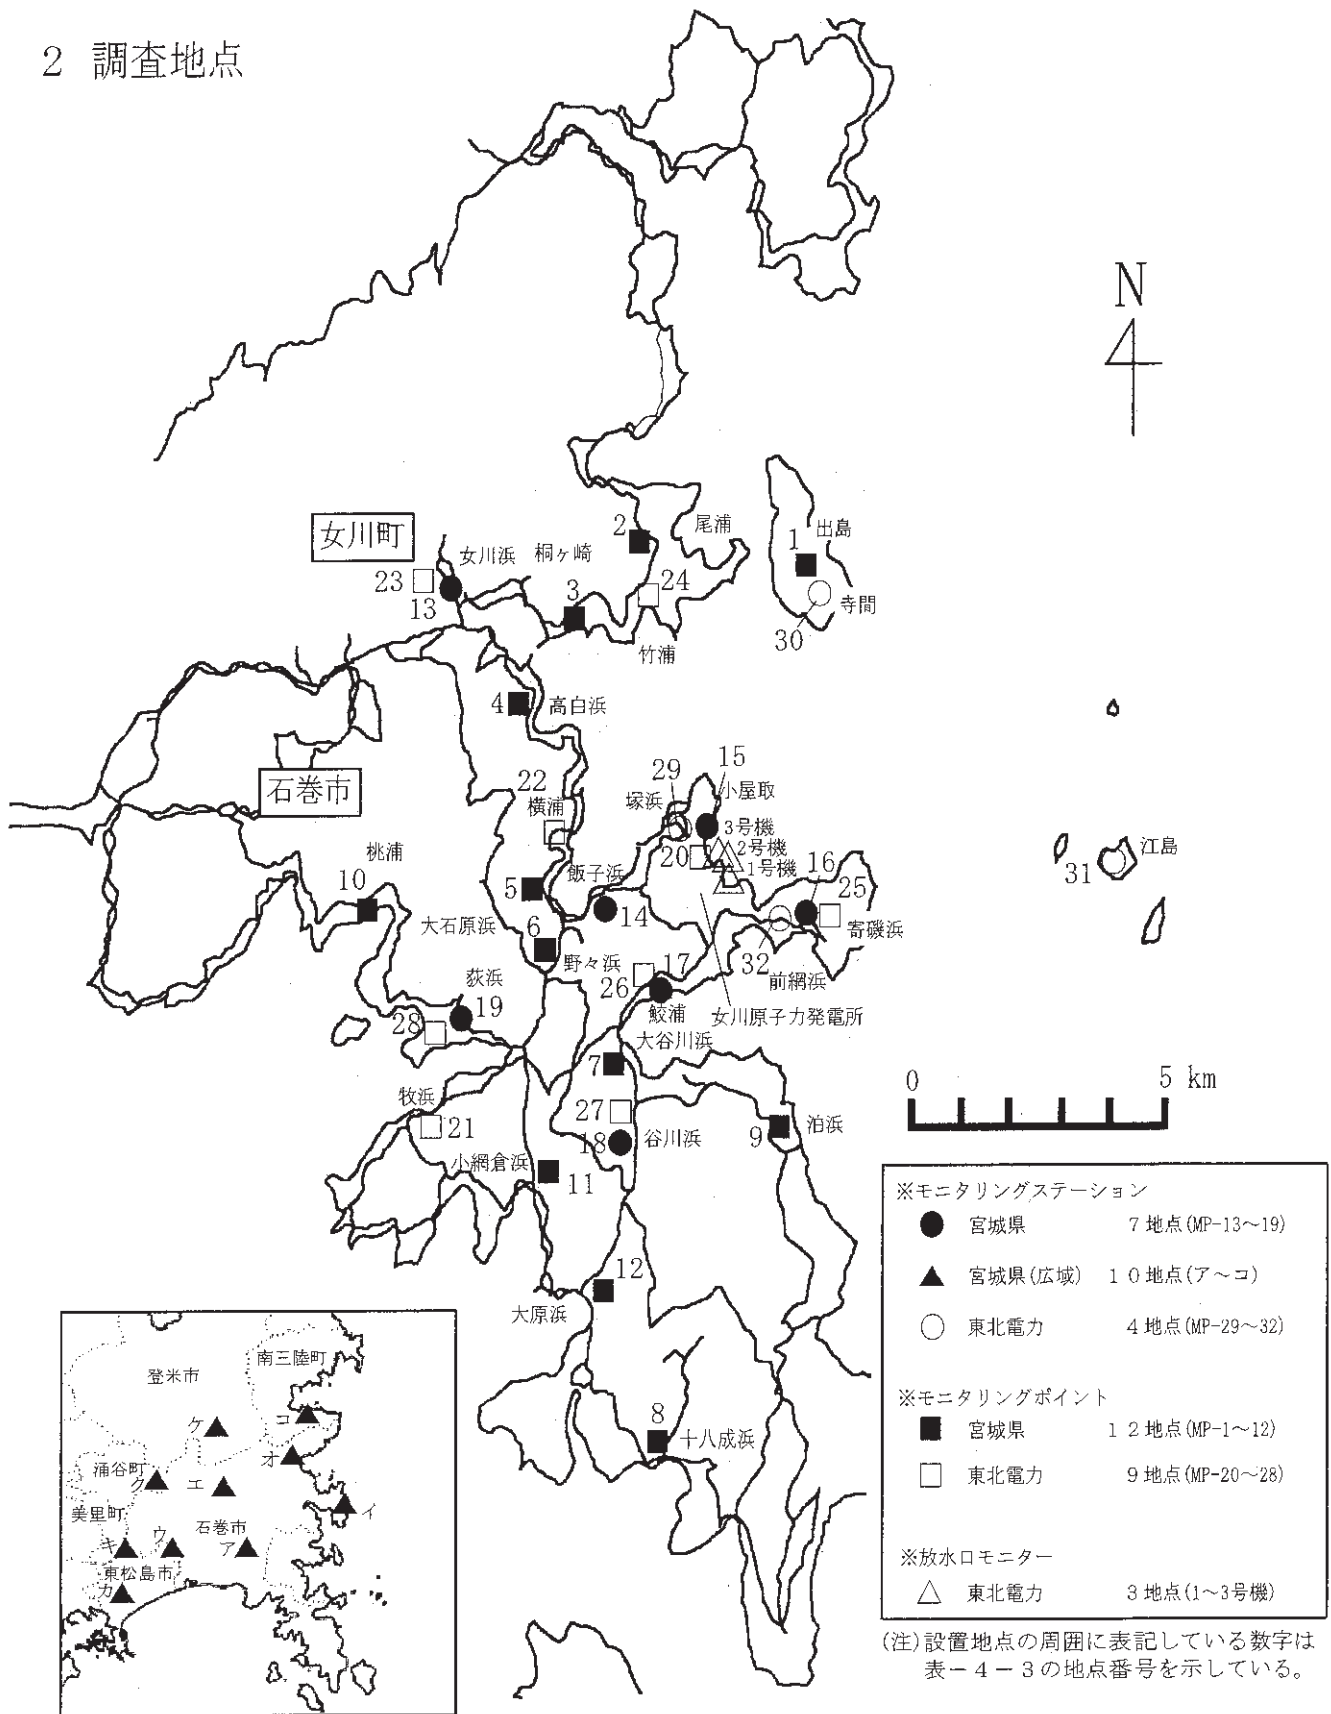 2 調査地点
N
女川町
石巻市
2
尾浦
1
出島
30
寺間
女川浜
桐ヶ崎
23
13
3
24
竹浦
4
高白浜
22
横浦
29
15
塚浜
小屋取
3号機
2号機
1号機
20
16
25
31
江島
桃浦
10
5
飯子浜
14
大石原浜
6
野々浜
寄磯浜
32
前網浜
荻浜
19
28
26
17
鮫浦
女川原子力発電所
大谷川浜
7
牧浜
21
27
18
谷川浜
9
泊浜
小網倉浜
11
12
大原浜
8
十八成浜
0 5 km
※モニタリングステーション
宮城県 7地点(MP-13〜19)
宮城県(広域) 10地点(ア〜コ)
東北電力 4地点(MP-29〜32)
※モニタリングポイント
宮城県 12地点(MP-1〜12)
東北電力 9地点(MP-20〜28)
※放水口モニター
東北電力 3地点(1〜3号機)
(注)設置地点の周囲に表記している数字は
表-4-3の地点番号を示している。
南三陸町
登米市
コ
ケ
オ
涌谷町
ク
エ
イ
美里町
石巻市
キ
ウ
ア
東松島市
カ